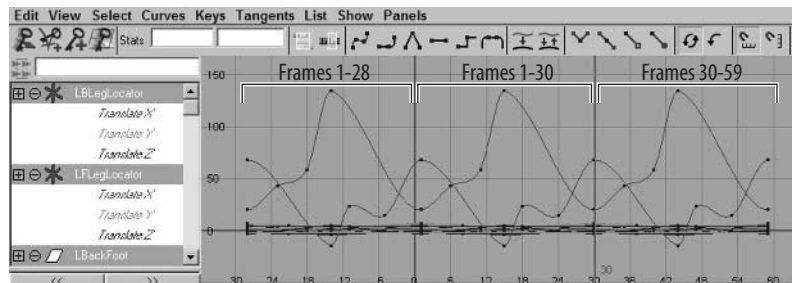 Edit View Select Curves Keys Tangents List Show Panels
Stats
Frames 1-28 Frames 1-30 Frames 30-59
150
100
50
0
LBLegLocator
Translate X
Translate Y
Translate Z
LFLegLocator
Translate X
Translate Y
Translate Z
LBackFoot
<< >>
30 24 18 12 6 0 6 12 18 24 30 36 42 48 54 60
30